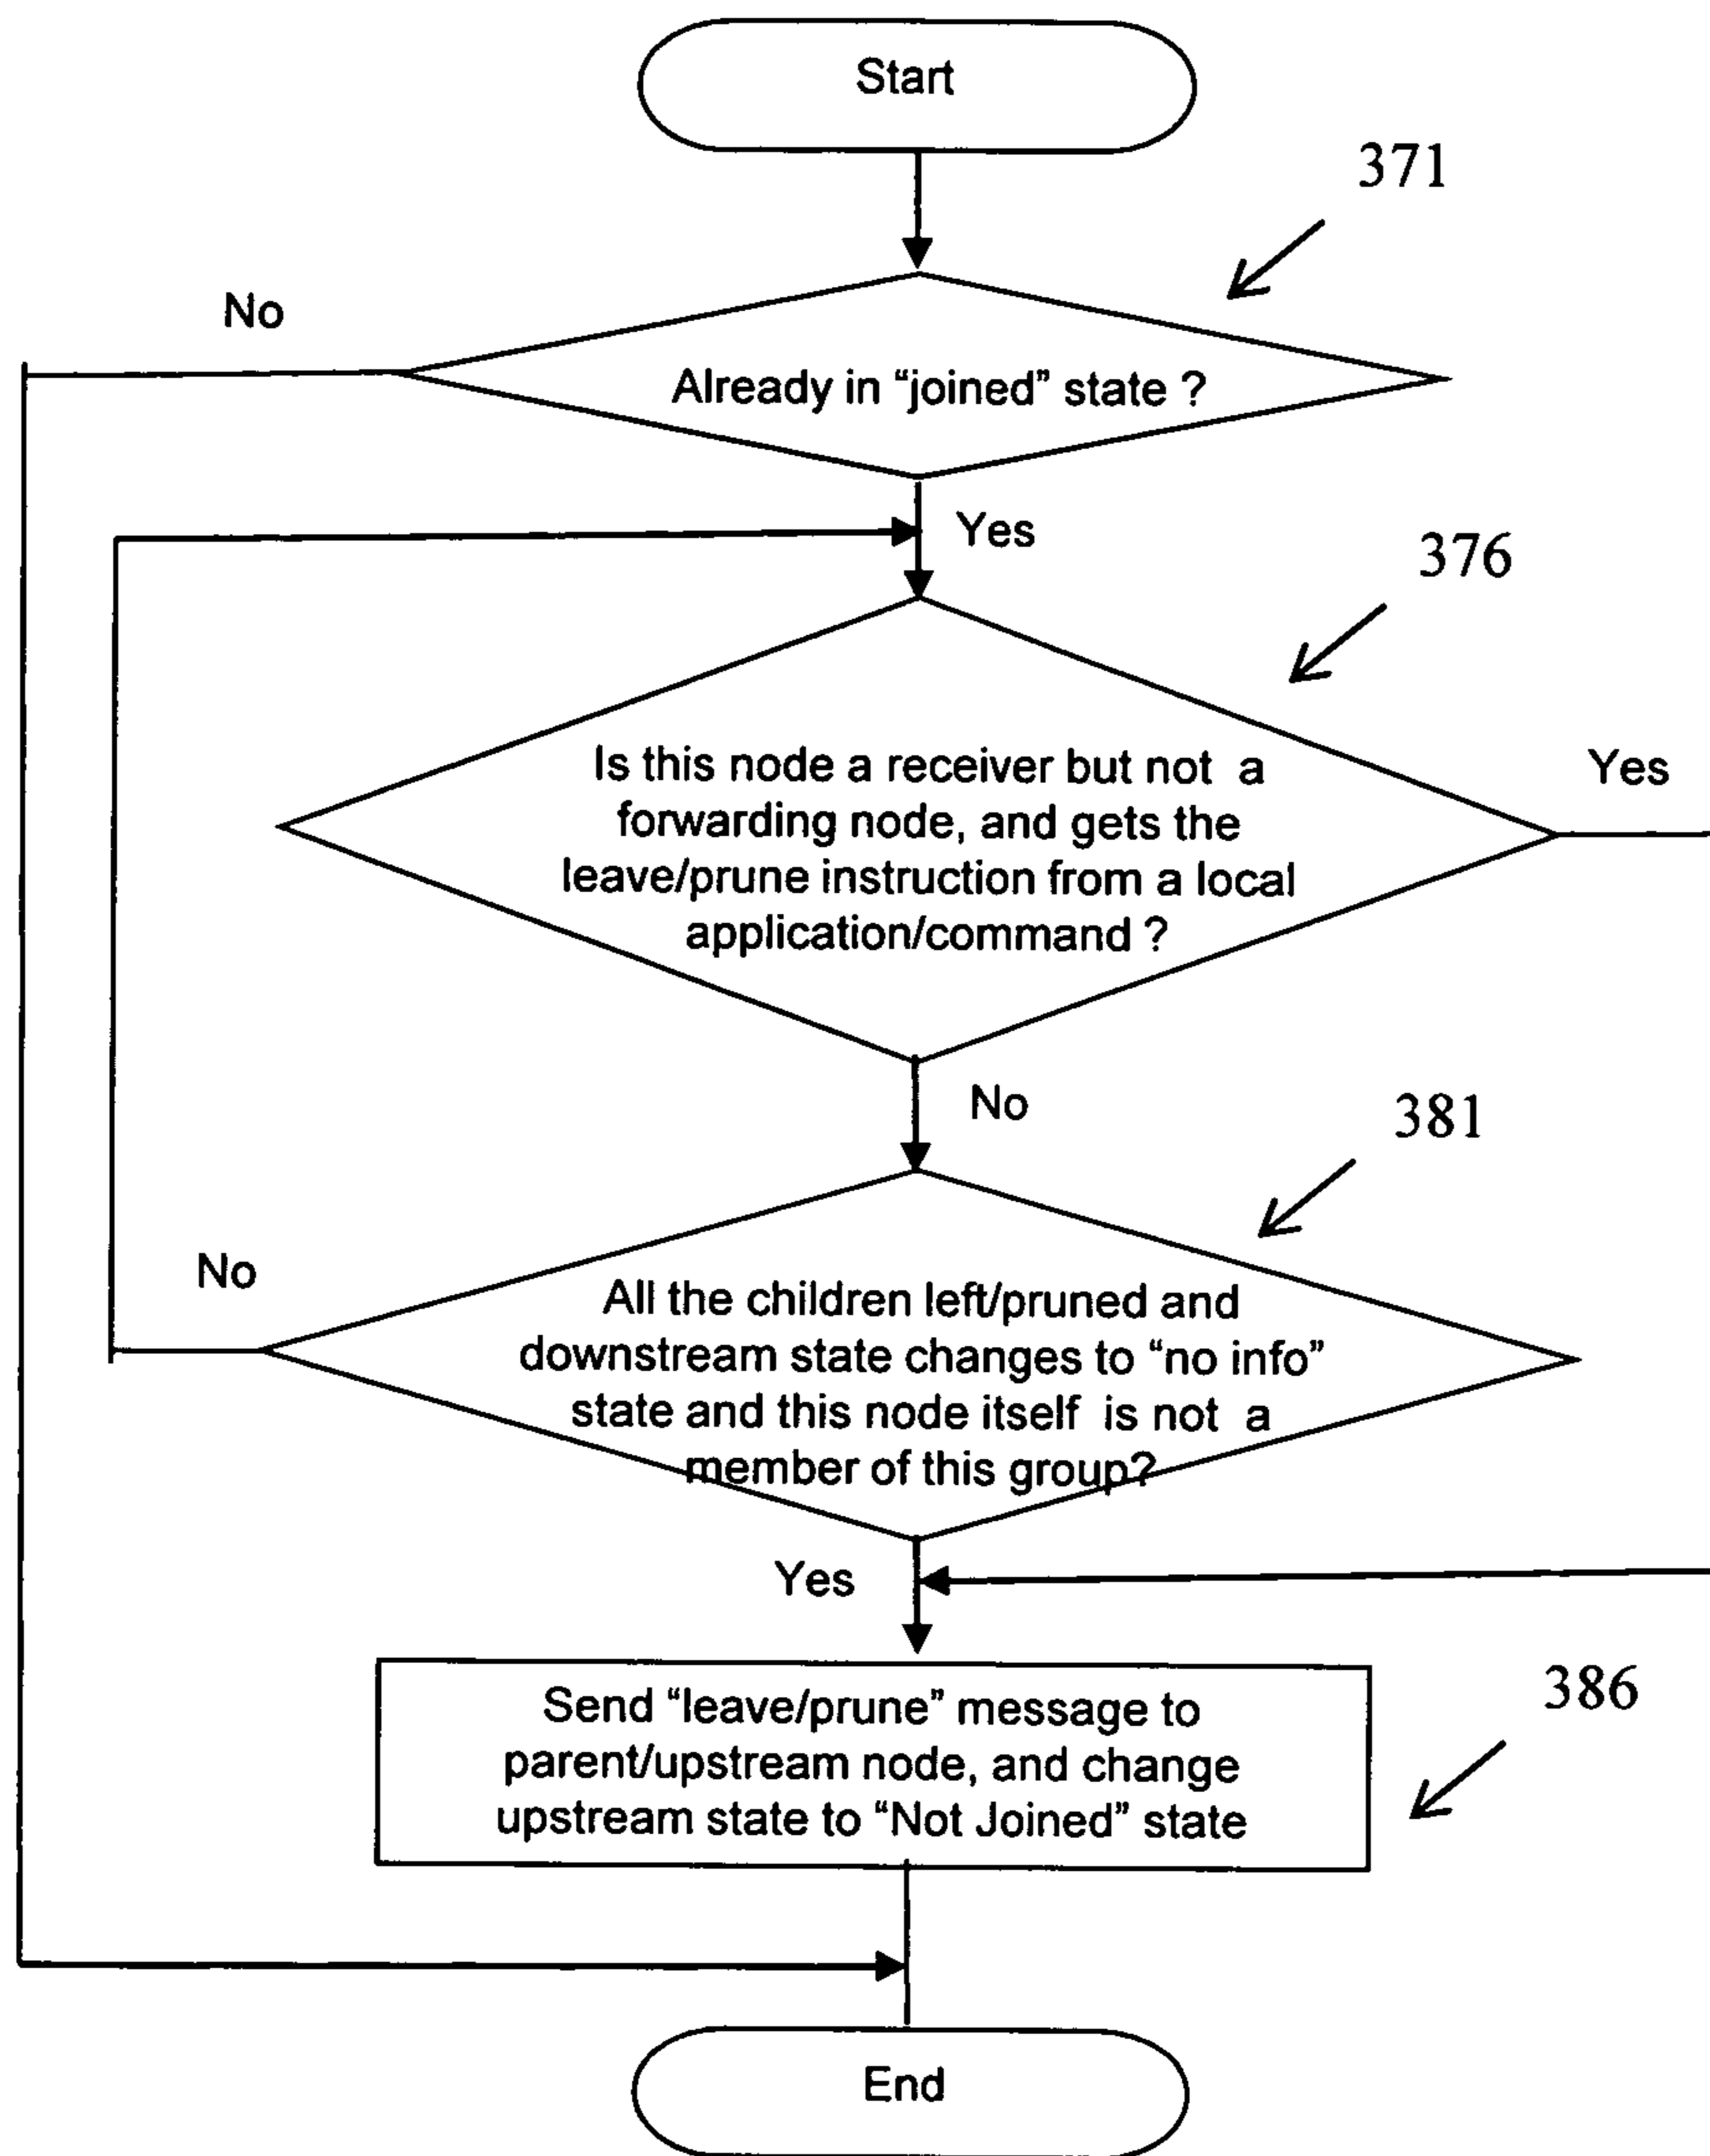 Start
371
No
Already in “joined” state ?
Yes
376
Is this node a receiver but not a
forwarding node, and gets the
leave/prune instruction from a local
application/command ?
Yes
No
381
No
All the children left/pruned and
downstream state changes to “no info”
state and this node itself is not a
member of this group?
Yes
Send “leave/prune” message to
parent/upstream node, and change
upstream state to “Not Joined” state
386
End